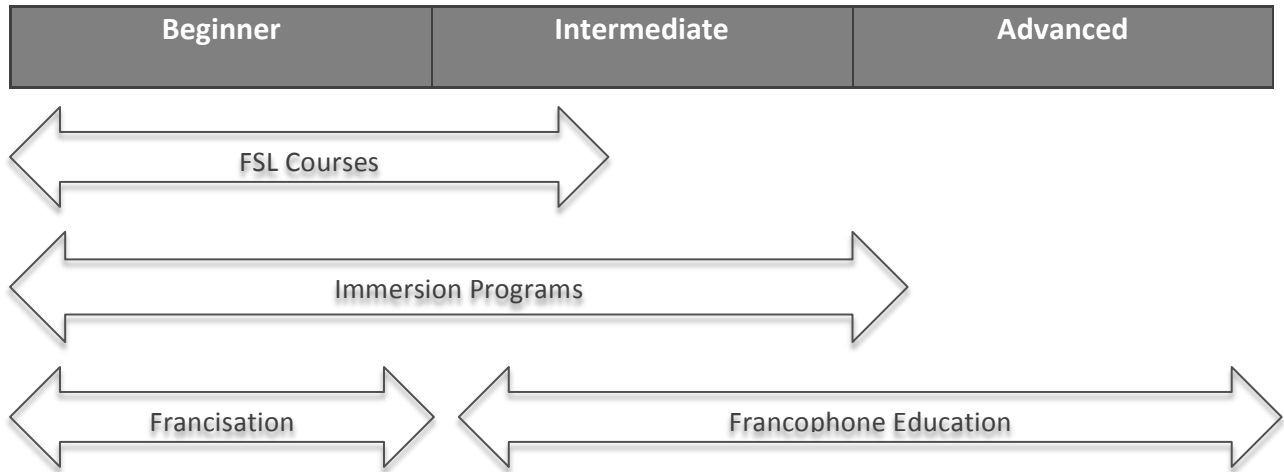 Beginner Intermediate Advanced
FSL Courses
Immersion Programs
Francisation Francophone Education